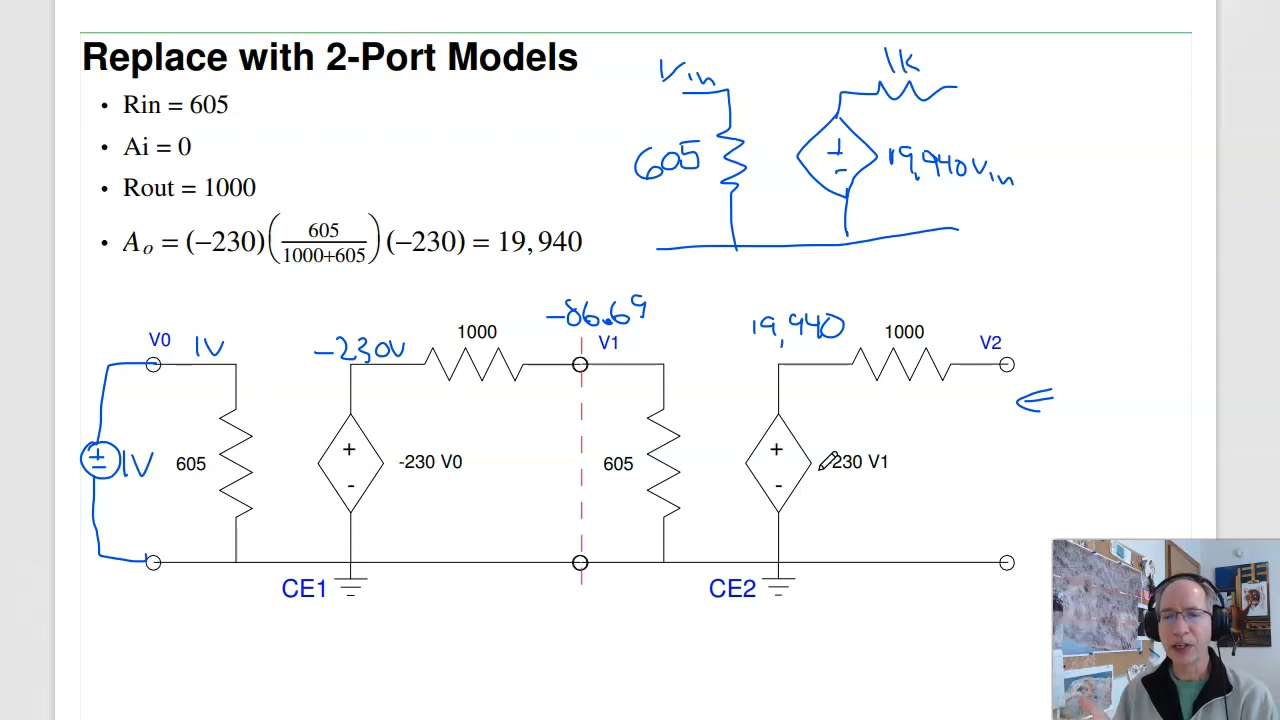 Replace with 2-Port Models
• Rin = 605
• Ai = 0
• Rout = 1000
• Aₒ = (−230)(605/(1000+605))(−230) = 19,940
Vin
1k
605
+
-
19,940Vin
V0
1V
-230V
1000
-86.69
V1
19,940
1000
V2
+
-
1V
605
+
-
-230 V0
605
+
-
230 V1
CE1
CE2